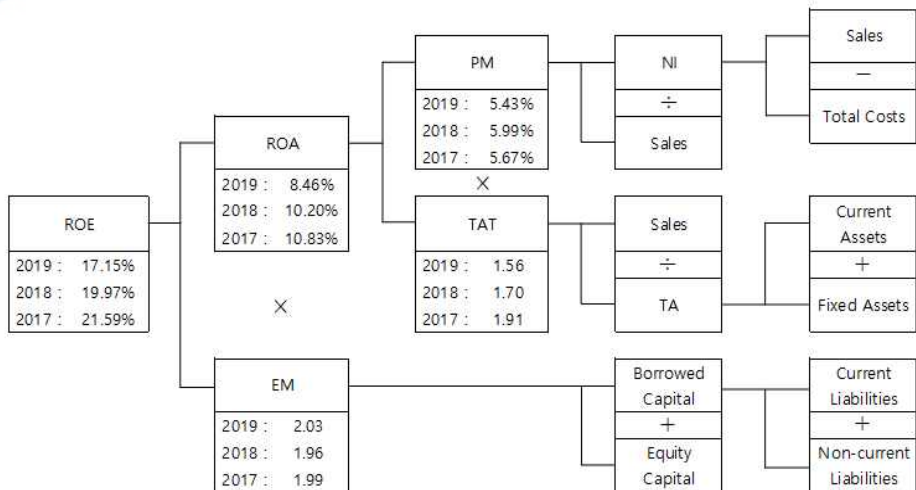 ROE
2019 : 17.15%
2018 : 19.97%
2017 : 21.59%
ROA
2019 : 8.46%
2018 : 10.20%
2017 : 10.83%
×
EM
2019 : 2.03
2018 : 1.96
2017 : 1.99
PM
2019 : 5.43%
2018 : 5.99%
2017 : 5.67%
×
TAT
2019 : 1.56
2018 : 1.70
2017 : 1.91
NI
÷
Sales
Sales
÷
TA
Borrowed
Capital
+
Equity
Capital
Sales
−
Total Costs
Current
Assets
+
Fixed Assets
Current
Liabilities
+
Non-current
Liabilities